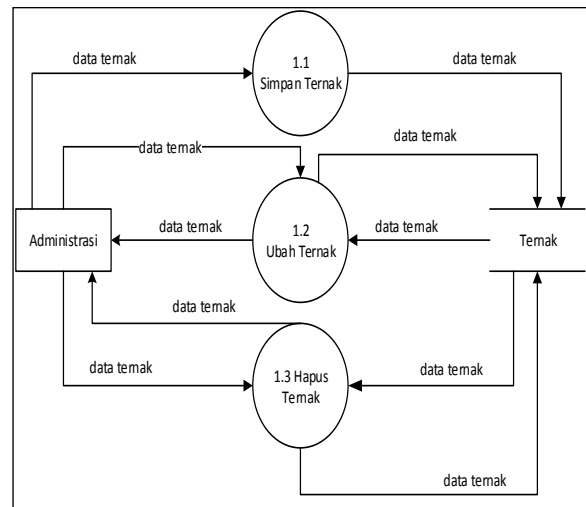 1.1
Simpan Ternak
data ternak
data ternak
data ternak
data ternak
Administrasi
data ternak
1.2
Ubah Ternak
data ternak
Ternak
data ternak
1.3 Hapus
Ternak
data ternak
data ternak
data ternak